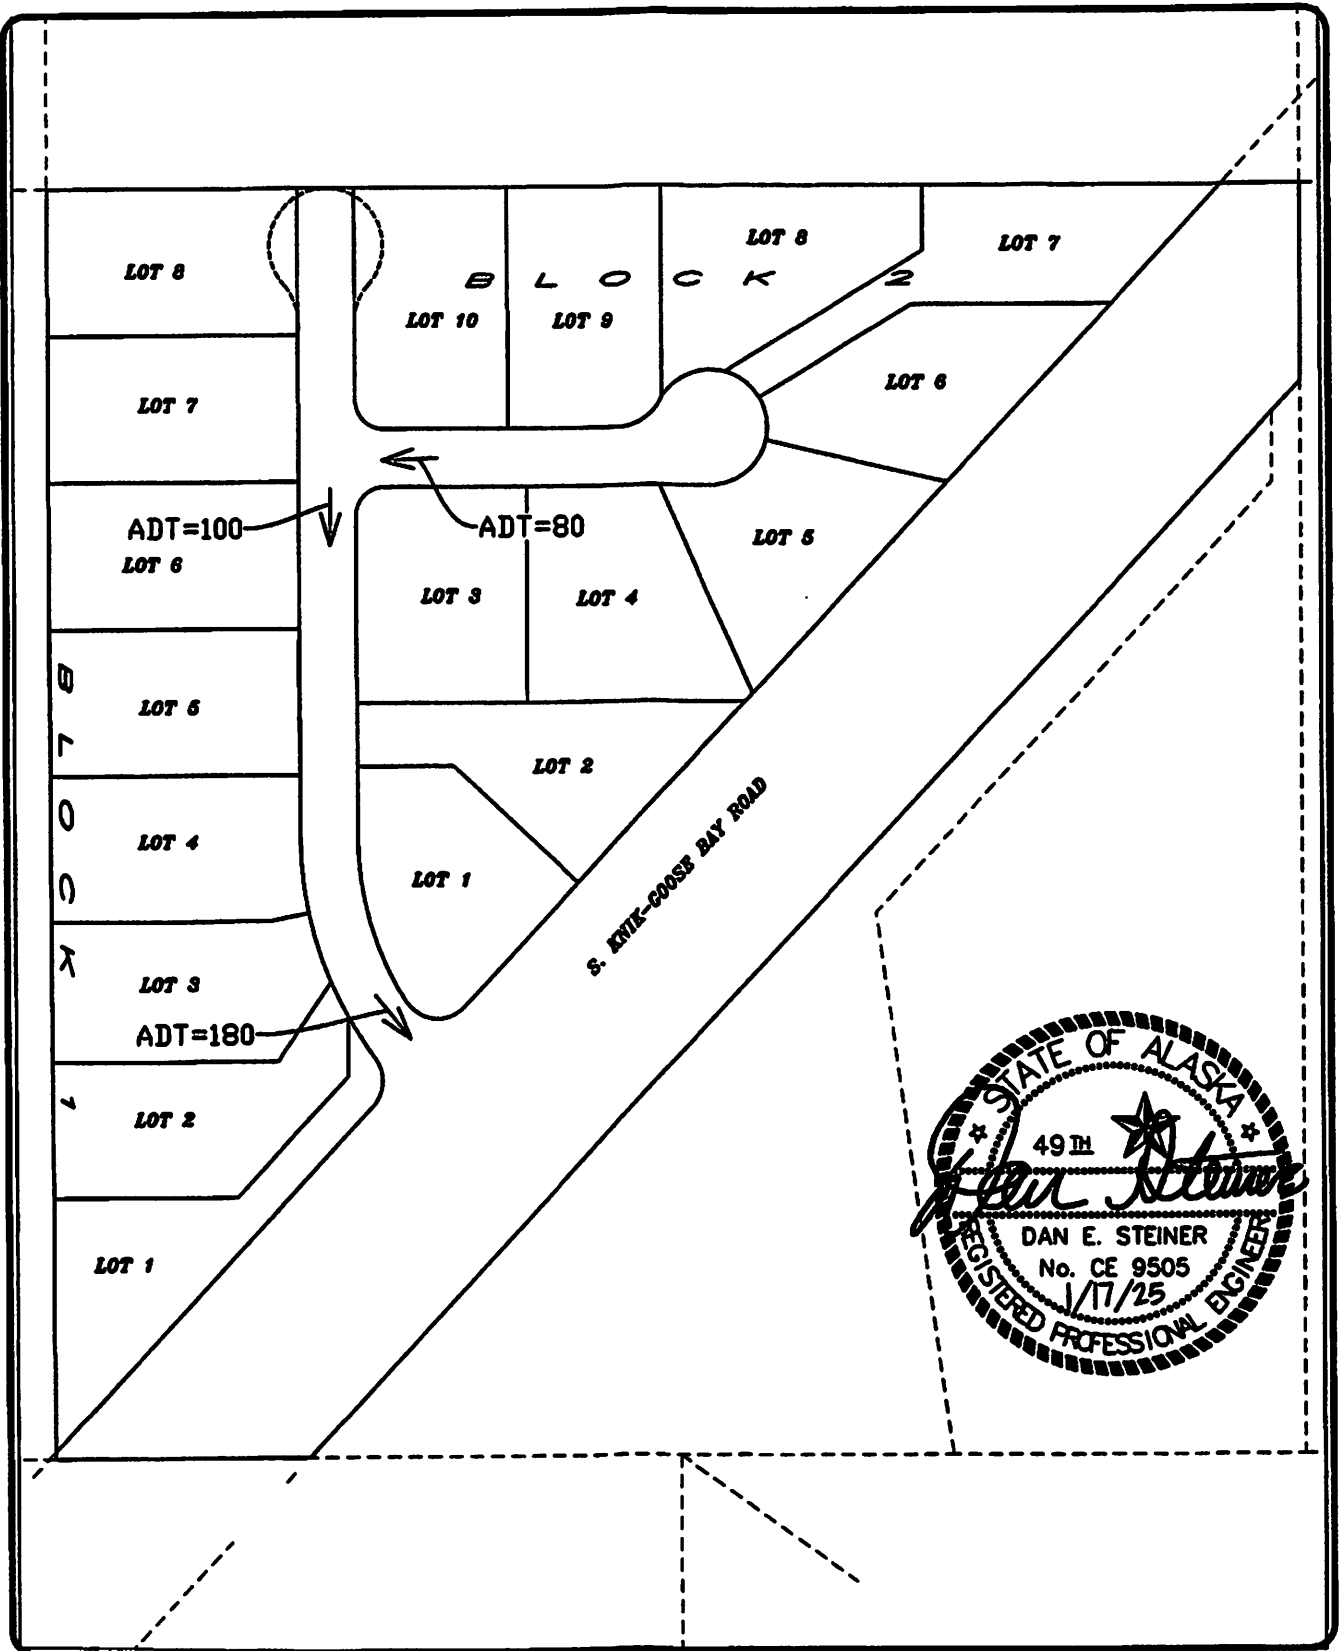 LOT 8
LOT 7
LOT 8
BLOCK 2
LOT 10
LOT 9
LOT 6
LOT 7
ADT=100
ADT=80
LOT 5
LOT 6
LOT 3
LOT 4
BLOCK 1
LOT 5
LOT 2
LOT 4
LOT 1
S. KNIK-GOOSE BAY ROAD
LOT 3
ADT=180
LOT 2
LOT 1
STATE OF ALASKA
49TH
Dan Steiner
DAN E. STEINER
No. CE 9505
1/17/25
REGISTERED PROFESSIONAL ENGINEER